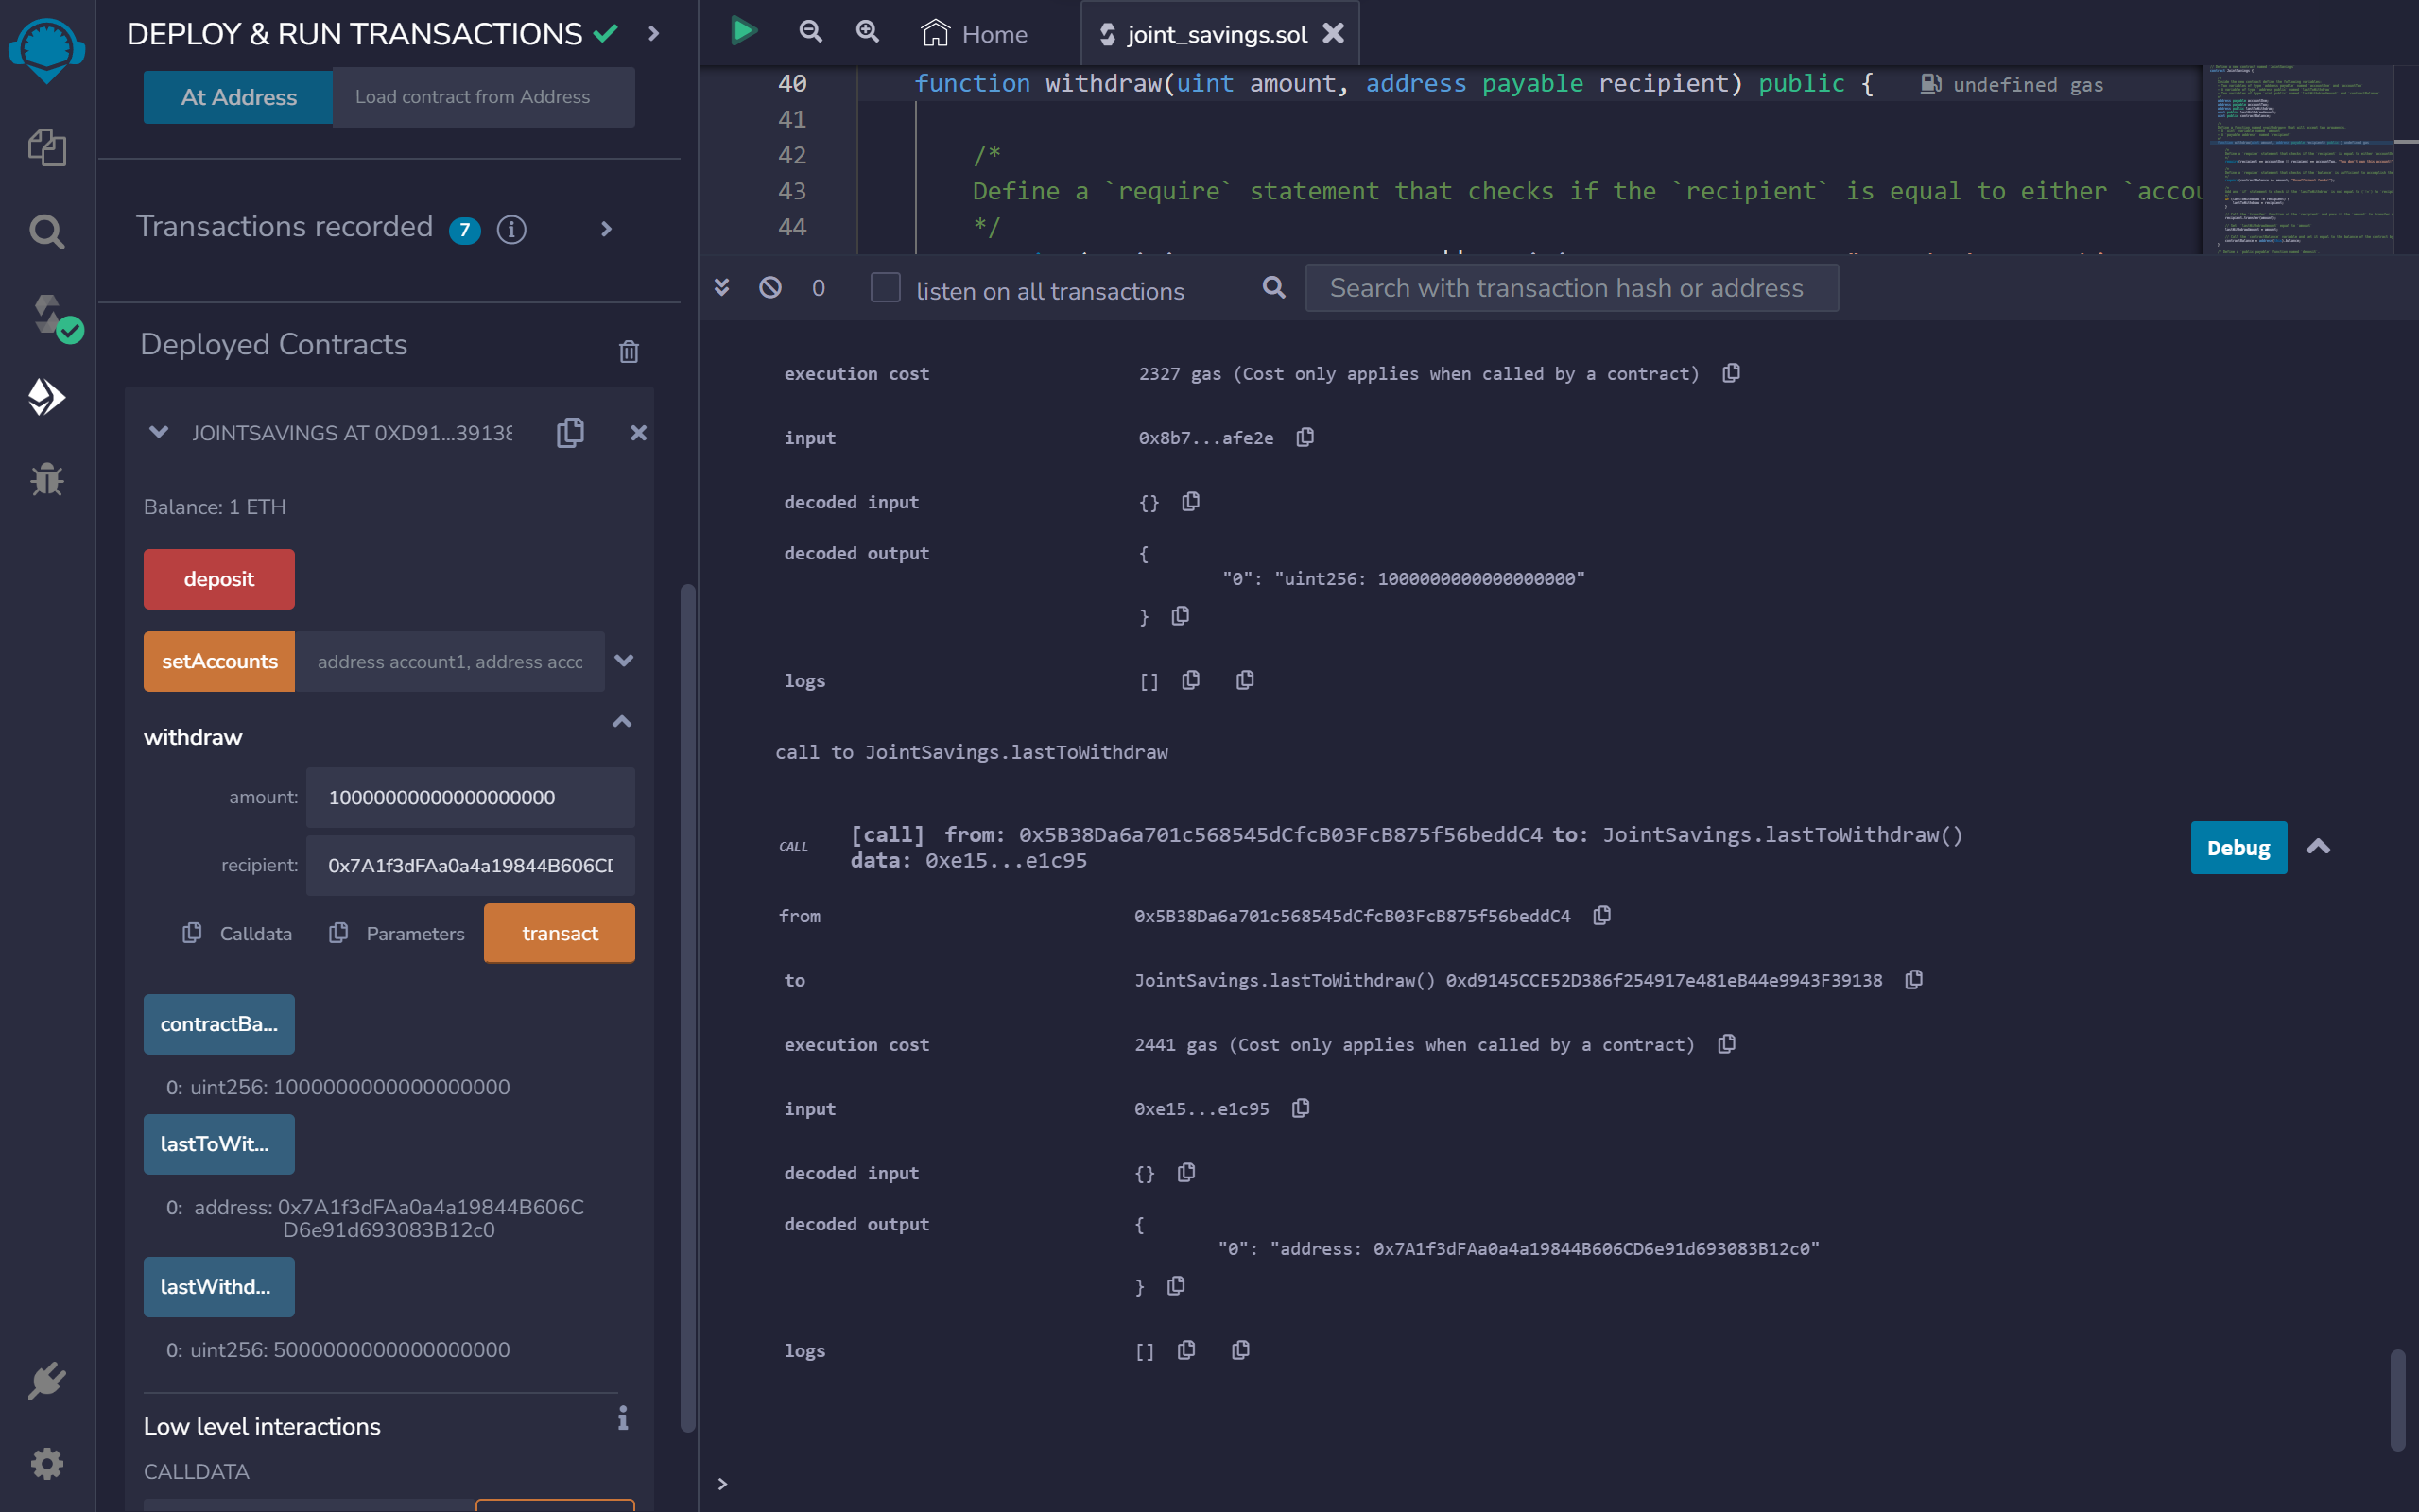 DEPLOY & RUN TRANSACTIONS
At Address
Load contract from Address
Transactions recorded 7
Deployed Contracts
JOINTSAVINGS AT 0XD91...39138
Balance: 1 ETH
deposit
setAccounts
address account1, address acc
withdraw
amount: 10000000000000000000
recipient: 0x7A1f3dFAa0a4a19844B606C
Calldata
Parameters
transact
contractBa...
0: uint256: 1000000000000000000
lastToWit...
0: address: 0x7A1f3dFAa0a4a19844B606C
D6e91d693083B12c0
lastWithd...
0: uint256: 5000000000000000000
Low level interactions
CALLDATA
Home
joint_savings.sol
40 function withdraw(uint amount, address payable recipient) public { undefined gas
41
42 /*
43 Define a `require` statement that checks if the `recipient` is equal to either `accou
44 */
0
listen on all transactions
Search with transaction hash or address
execution cost 2327 gas (Cost only applies when called by a contract)
input 0x8b7...afe2e
decoded input {}
decoded output {
"0": "uint256: 1000000000000000000"
}
logs []
call to JointSavings.lastToWithdraw
CALL [call] from: 0x5B38Da6a701c568545dCfcB03FcB875f56beddC4 to: JointSavings.lastToWithdraw()
data: 0xe15...e1c95
Debug
from 0x5B38Da6a701c568545dCfcB03FcB875f56beddC4
to JointSavings.lastToWithdraw() 0xd9145CCE52D386f254917e481eB44e9943F39138
execution cost 2441 gas (Cost only applies when called by a contract)
input 0xe15...e1c95
decoded input {}
decoded output {
"0": "address: 0x7A1f3dFAa0a4a19844B606CD6e91d693083B12c0"
}
logs []
>